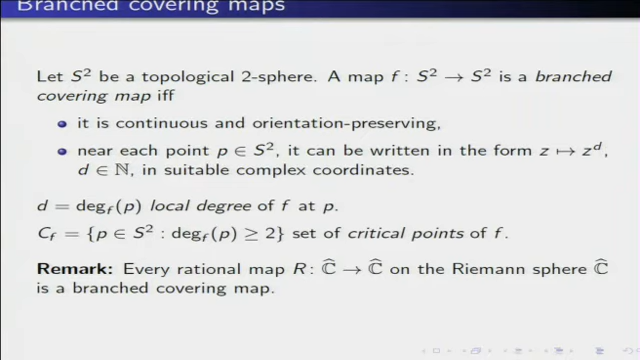 Branched covering maps
Let S² be a topological 2-sphere. A map f : S² → S² is a branched
covering map iff
it is continuous and orientation-preserving,
near each point p ∈ S², it can be written in the form z ↦ zᵈ,
d ∈ ℕ, in suitable complex coordinates.
d = deg_f(p) local degree of f at p.
C_f = {p ∈ S² : deg_f(p) ≥ 2} set of critical points of f.
Remark: Every rational map R : Ĉ → Ĉ on the Riemann sphere Ĉ
is a branched covering map.